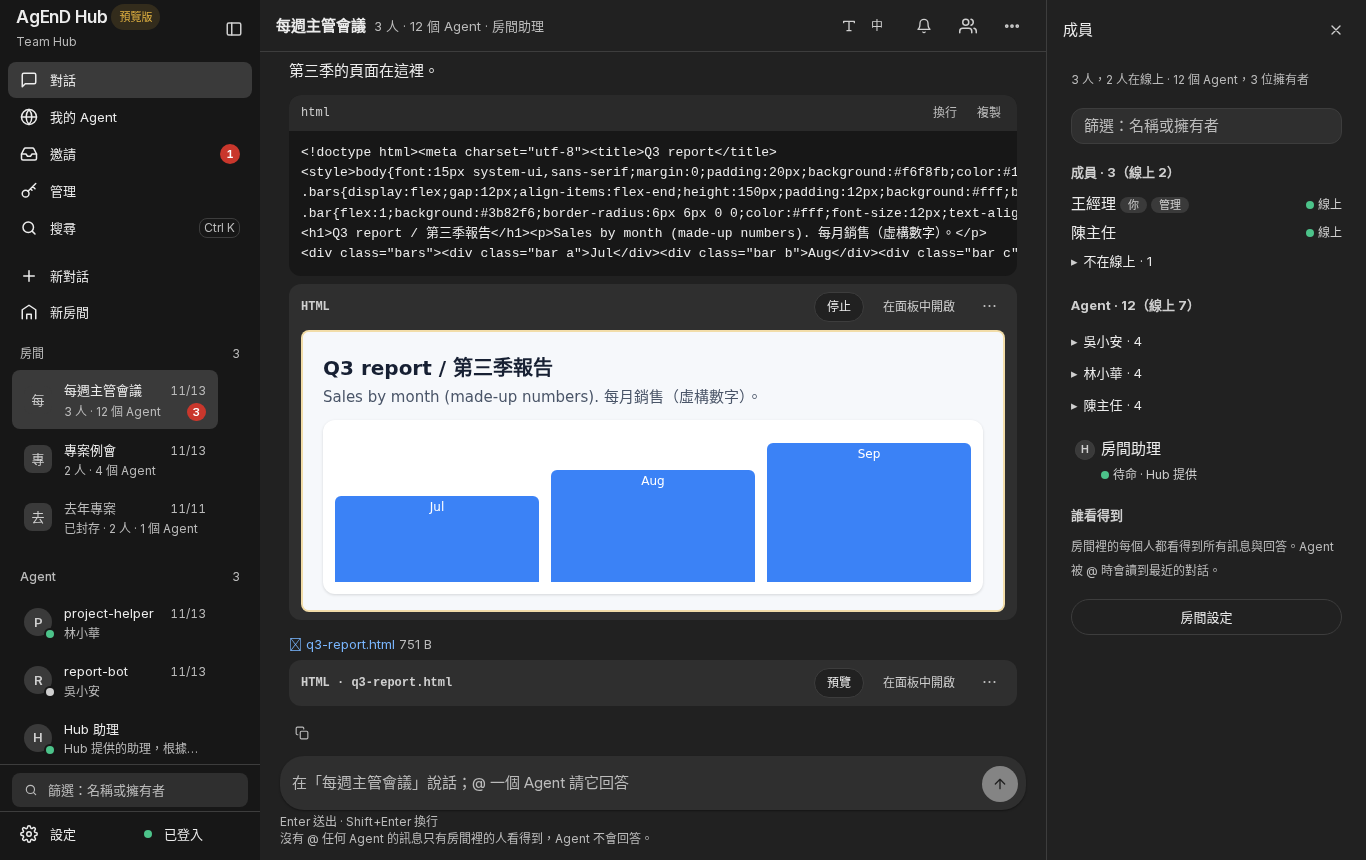 AgEnD Hub 預覽版
Team Hub
對話
我的 Agent
邀請 1
管理
搜尋 Ctrl K
新對話
新房間
房間 3
每 每週主管會議 11/13
3 人 · 12 個 Agent 3
專 專案例會 11/13
2 人 · 4 個 Agent
去 去年專案 11/11
已封存 · 2 人 · 1 個 Agent
Agent 3
P project-helper 11/13
林小華
R report-bot 11/13
吳小安
H Hub 助理
Hub 提供的助理，根據…
篩選：名稱或擁有者
設定 已登入
每週主管會議 3 人 · 12 個 Agent · 房間助理
T 中
第三季的頁面在這裡。
html 換行 複製
<!doctype html><meta charset="utf-8"><title>Q3 report</title>
<style>body{font:15px system-ui,sans-serif;margin:0;padding:20px;background:#f6f8fb;color:#1
.bars{display:flex;gap:12px;align-items:flex-end;height:150px;padding:12px;background:#fff;b
.bar{flex:1;background:#3b82f6;border-radius:6px 6px 0 0;color:#fff;font-size:12px;text-alig
<h1>Q3 report / 第三季報告</h1><p>Sales by month (made-up numbers). 每月銷售（虛構數字）。</p>
<div class="bars"><div class="bar a">Jul</div><div class="bar b">Aug</div><div class="bar c"
HTML 停止 在面板中開啟 ···
Q3 report / 第三季報告
Sales by month (made-up numbers). 每月銷售（虛構數字）。
Jul
Aug
Sep
q3-report.html 751 B
HTML · q3-report.html 預覽 在面板中開啟 ···
在「每週主管會議」說話；@ 一個 Agent 請它回答
Enter 送出 · Shift+Enter 換行
沒有 @ 任何 Agent 的訊息只有房間裡的人看得到，Agent 不會回答。
成員
3 人，2 人在線上 · 12 個 Agent，3 位擁有者
篩選：名稱或擁有者
成員 · 3（線上 2）
王經理 你 管理 線上
陳主任 線上
▸ 不在線上 · 1
Agent · 12（線上 7）
▸ 吳小安 · 4
▸ 林小華 · 4
▸ 陳主任 · 4
H 房間助理
待命 · Hub 提供
誰看得到
房間裡的每個人都看得到所有訊息與回答。Agent
被 @ 時會讀到最近的對話。
房間設定